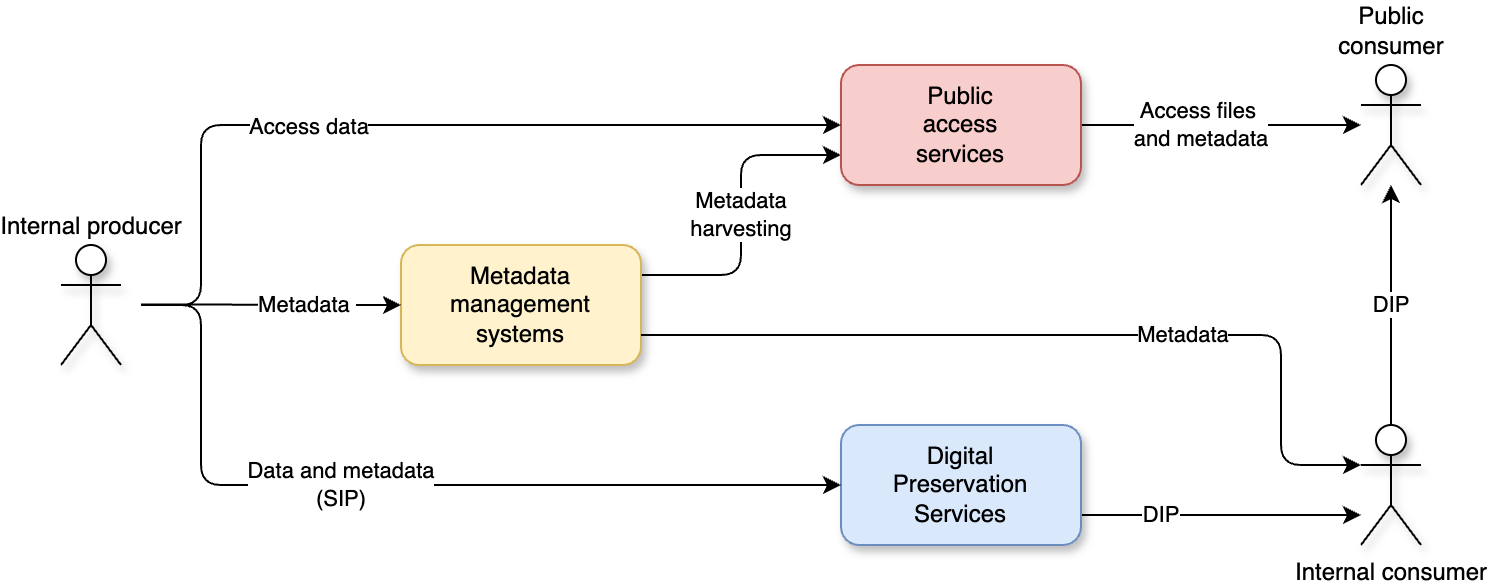 Public
consumer
Public
access
services
Access files
and metadata
Access data
Metadata
harvesting
Internal producer
Metadata
Metadata
management
systems
DIP
Metadata
Data and metadata
(SIP)
Digital
Preservation
Services
DIP
Internal consumer